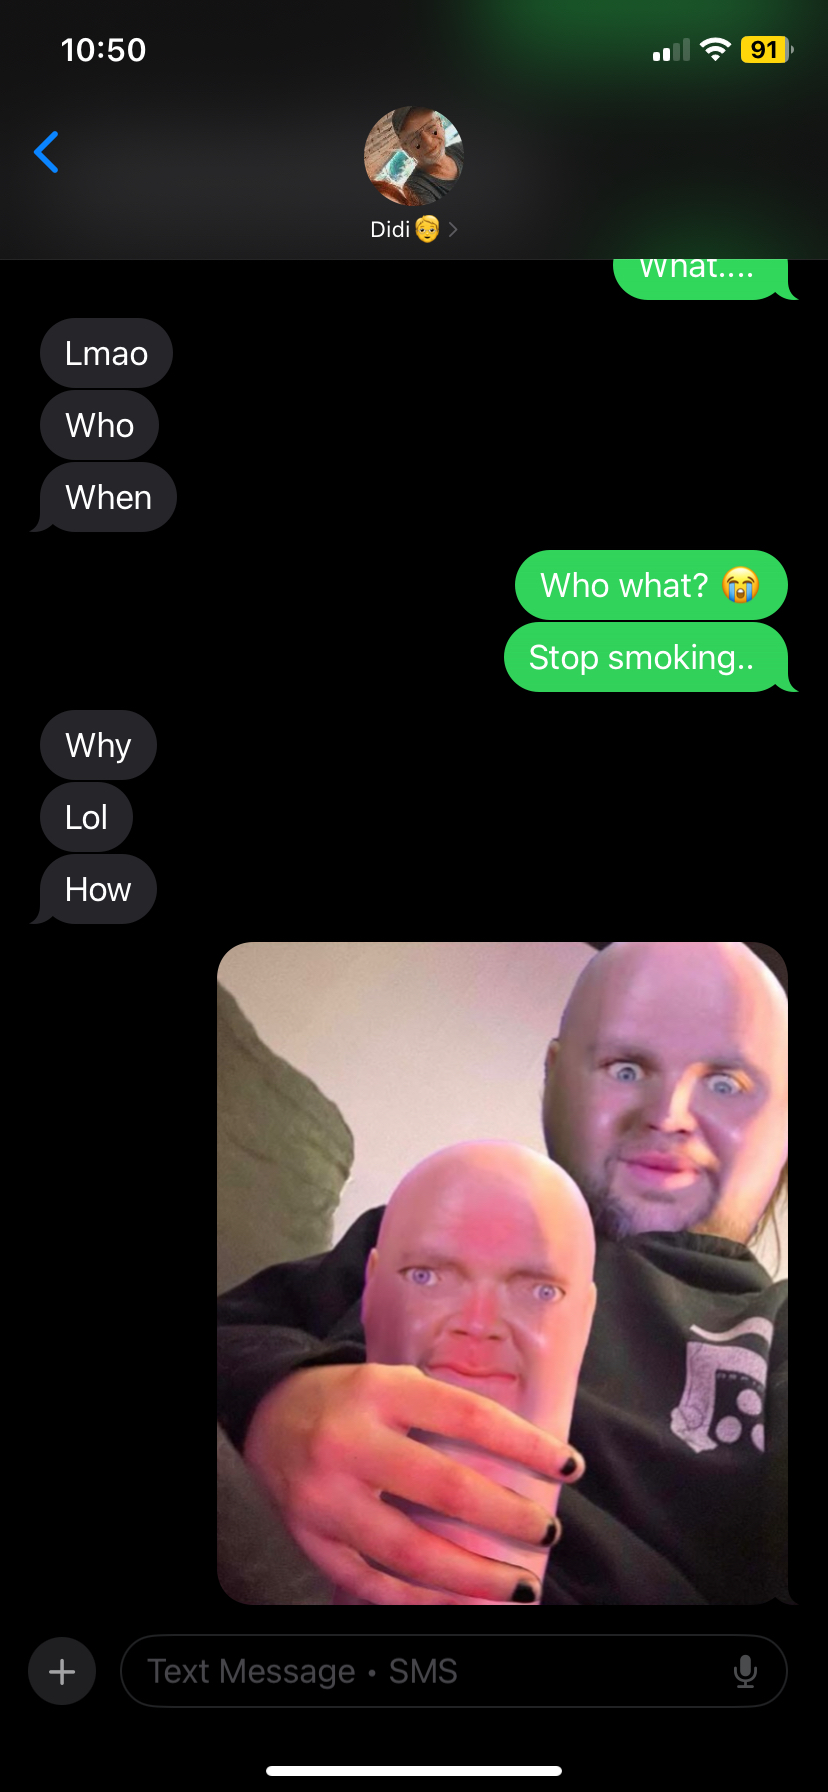 10:50
91
Didi👴
What....
Lmao
Who
When
Who what? 😭
Stop smoking..
Why
Lol
How
Text Message • SMS